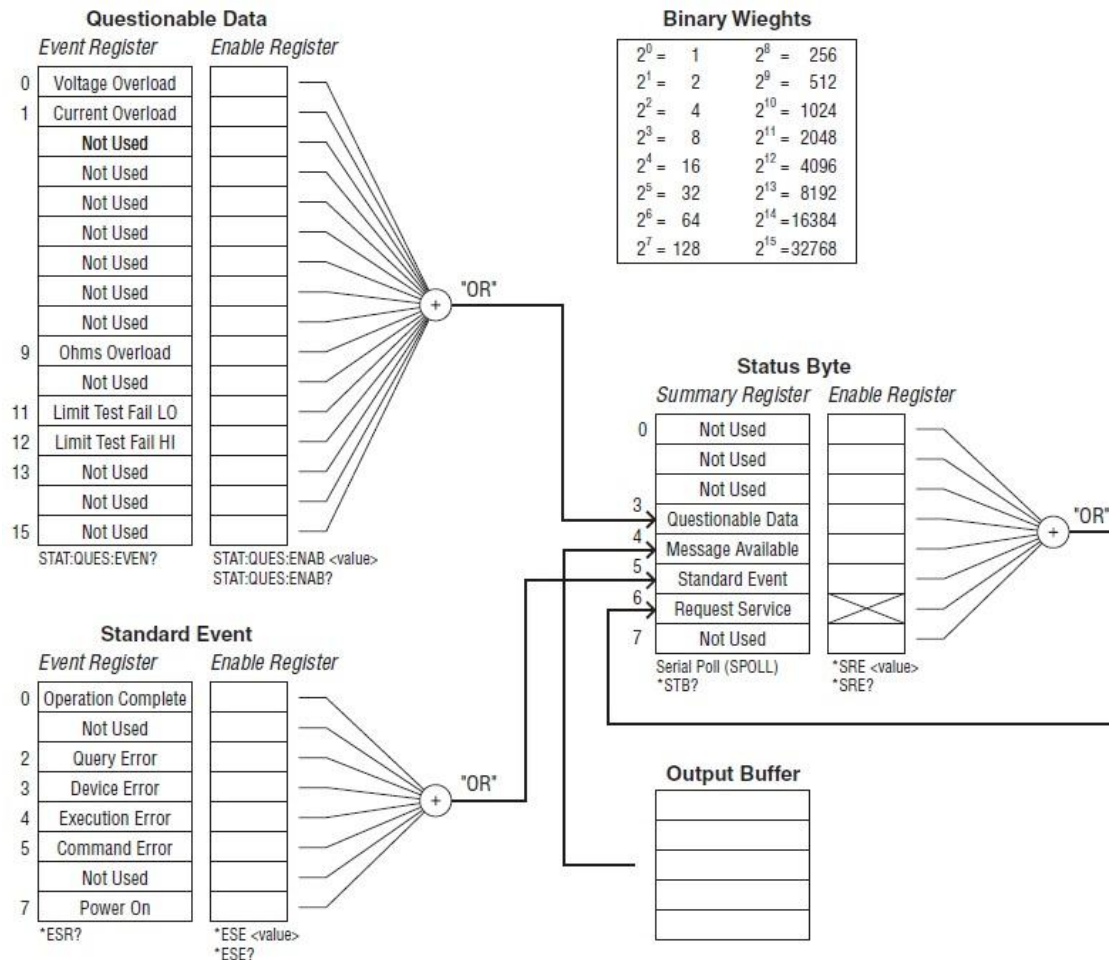 Questionable Data
Event Register Enable Register
0 Voltage Overload
1 Current Overload
Not Used
Not Used
Not Used
Not Used
Not Used
Not Used
Not Used
9 Ohms Overload
Not Used
11 Limit Test Fail LO
12 Limit Test Fail HI
13 Not Used
Not Used
15 Not Used
STAT:QUES:EVEN?
STAT:QUES:ENAB <value>
STAT:QUES:ENAB?
+ "OR"
Binary Wieghts
2⁰ = 1 2⁸ = 256
2¹ = 2 2⁹ = 512
2² = 4 2¹⁰ = 1024
2³ = 8 2¹¹ = 2048
2⁴ = 16 2¹² = 4096
2⁵ = 32 2¹³ = 8192
2⁶ = 64 2¹⁴ =16384
2⁷ = 128 2¹⁵ =32768
Status Byte
Summary Register Enable Register
0 Not Used
Not Used
Not Used
3 Questionable Data
4 Message Available
5 Standard Event
6 Request Service
7 Not Used
Serial Poll (SPOLL)
*STB?
*SRE <value>
*SRE?
+ "OR"
Standard Event
Event Register Enable Register
0 Operation Complete
Not Used
2 Query Error
3 Device Error
4 Execution Error
5 Command Error
Not Used
7 Power On
*ESR?
*ESE <value>
*ESE?
+ "OR"
Output Buffer